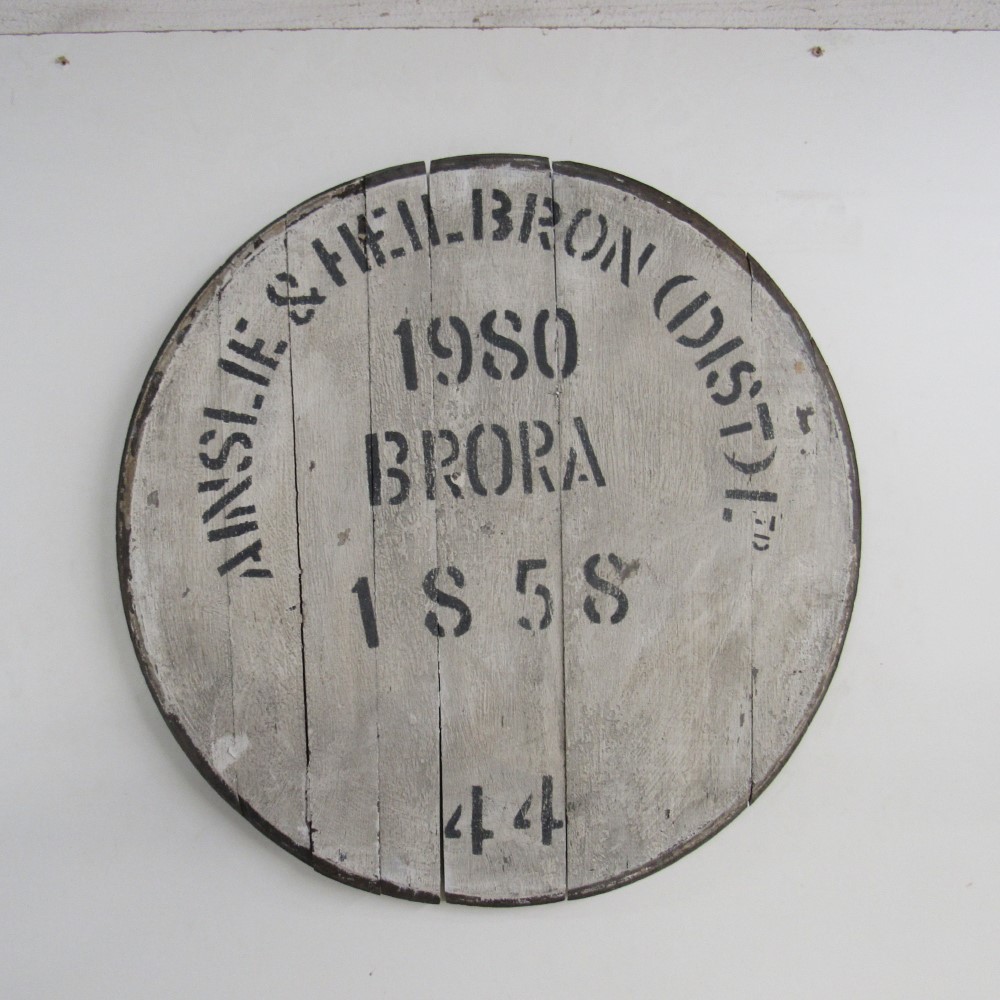 AINSLIE & HEILBRON (DIST) LTD
1980
BRORA
1858
44